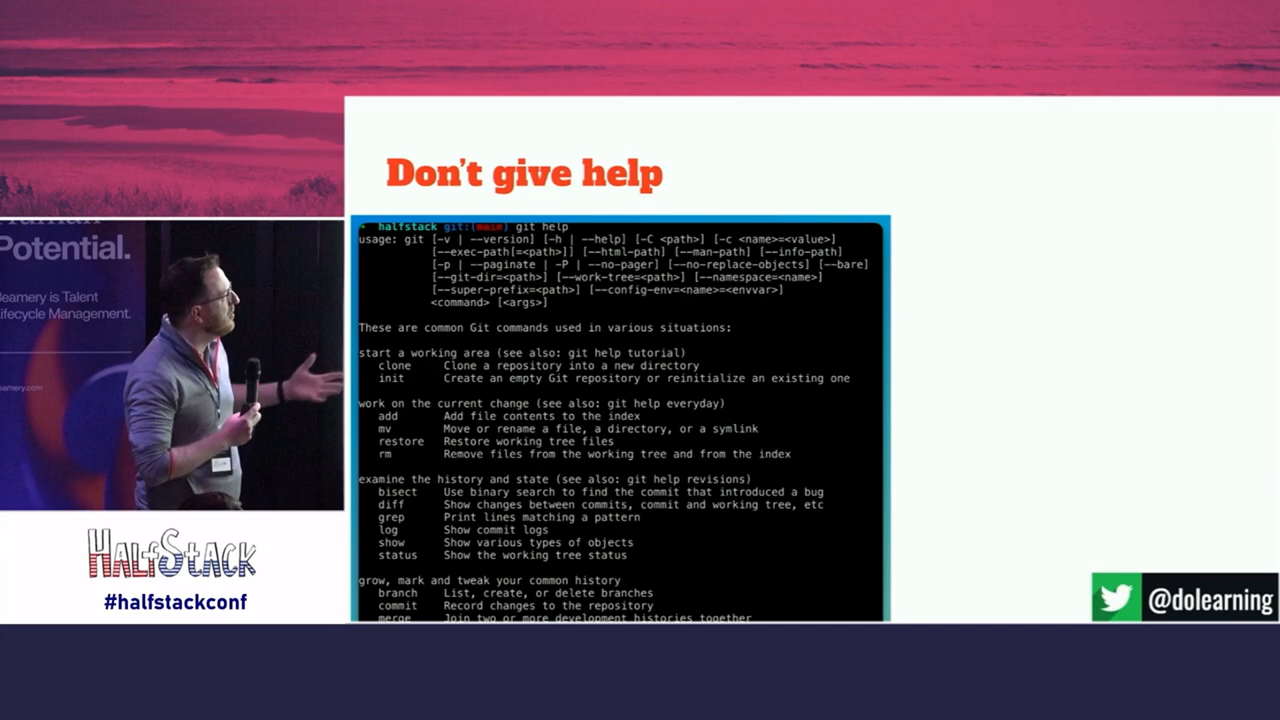 Don't give help
halfstack git:(main) git help
usage: git [-v | --version] [-h | --help] [-C <path>] [-c <name>=<value>]
[--exec-path[=<path>]] [--html-path] [--man-path] [--info-path]
[-p | --paginate | -P | --no-pager] [--no-replace-objects] [--bare]
[--git-dir=<path>] [--work-tree=<path>] [--namespace=<name>]
[--super-prefix=<path>] [--config-env=<name>=<envvar>]
<command> [<args>]
These are common Git commands used in various situations:
start a working area (see also: git help tutorial)
clone Clone a repository into a new directory
init Create an empty Git repository or reinitialize an existing one
work on the current change (see also: git help everyday)
add Add file contents to the index
mv Move or rename a file, a directory, or a symlink
restore Restore working tree files
rm Remove files from the working tree and from the index
examine the history and state (see also: git help revisions)
bisect Use binary search to find the commit that introduced a bug
diff Show changes between commits, commit and working tree, etc
grep Print lines matching a pattern
log Show commit logs
show Show various types of objects
status Show the working tree status
grow, mark and tweak your common history
branch List, create, or delete branches
commit Record changes to the repository
merge Join two or more development histories together
Human
Potential.
Beamery is Talent
Lifecycle Management.
beamery.com
HALFSTACK
#halfstackconf
@dolearning